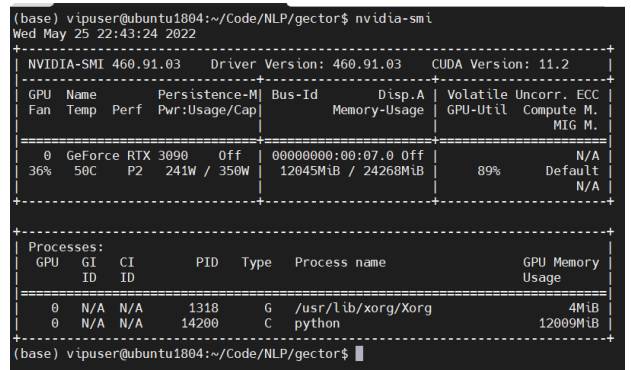 (base) vipuser@ubuntu1804:~/Code/NLP/gector$ nvidia-smi
Wed May 25 22:43:24 2022
+-----------------------------------------------------------------------------+
| NVIDIA-SMI 460.91.03    Driver Version: 460.91.03    CUDA Version: 11.2     |
|-------------------------------+----------------------+----------------------+
| GPU  Name        Persistence-M| Bus-Id        Disp.A | Volatile Uncorr. ECC |
| Fan  Temp  Perf  Pwr:Usage/Cap|         Memory-Usage | GPU-Util  Compute M. |
|                               |                      |               MIG M. |
|===============================+======================+======================|
|   0  GeForce RTX 3090    Off  | 00000000:00:07.0 Off |                  N/A |
| 36%   50C    P2   241W / 350W |  12045MiB / 24268MiB |     89%      Default |
|                               |                      |                  N/A |
+-------------------------------+----------------------+----------------------+
+-----------------------------------------------------------------------------+
| Processes:                                                                  |
|  GPU   GI   CI        PID   Type   Process name                  GPU Memory |
|        ID   ID                                                   Usage      |
|=============================================================================|
|    0   N/A  N/A      1318      G   /usr/lib/xorg/Xorg                  4MiB |
|    0   N/A  N/A     14200      C   python                          12009MiB |
+-----------------------------------------------------------------------------+
(base) vipuser@ubuntu1804:~/Code/NLP/gector$